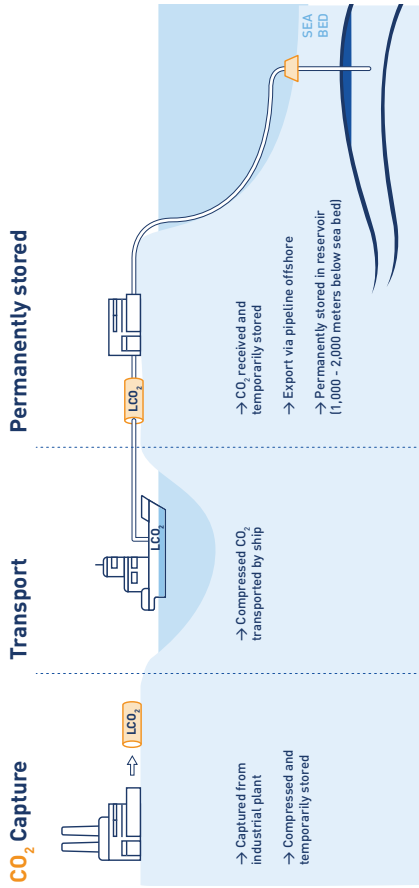 CO₂ Capture
LCO₂
→ Captured from
industrial plant
→ Compressed and
temporarily stored
Transport
LCO₂
→ Compressed CO₂
transported by ship
Permanently stored
LCO₂
→ CO₂ received and
temporarily stored
→ Export via pipeline offshore
→ Permanently stored in reservoir
(1,000 - 2,000 meters below sea bed)
SEA
BED